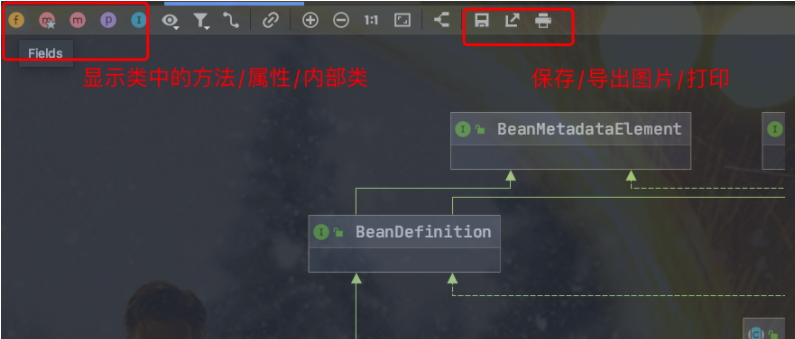 f m m p I 1:1
Fields
显示类中的方法/属性/内部类
保存/导出图片/打印
I BeanMetadataElement I
I BeanDefinition
C